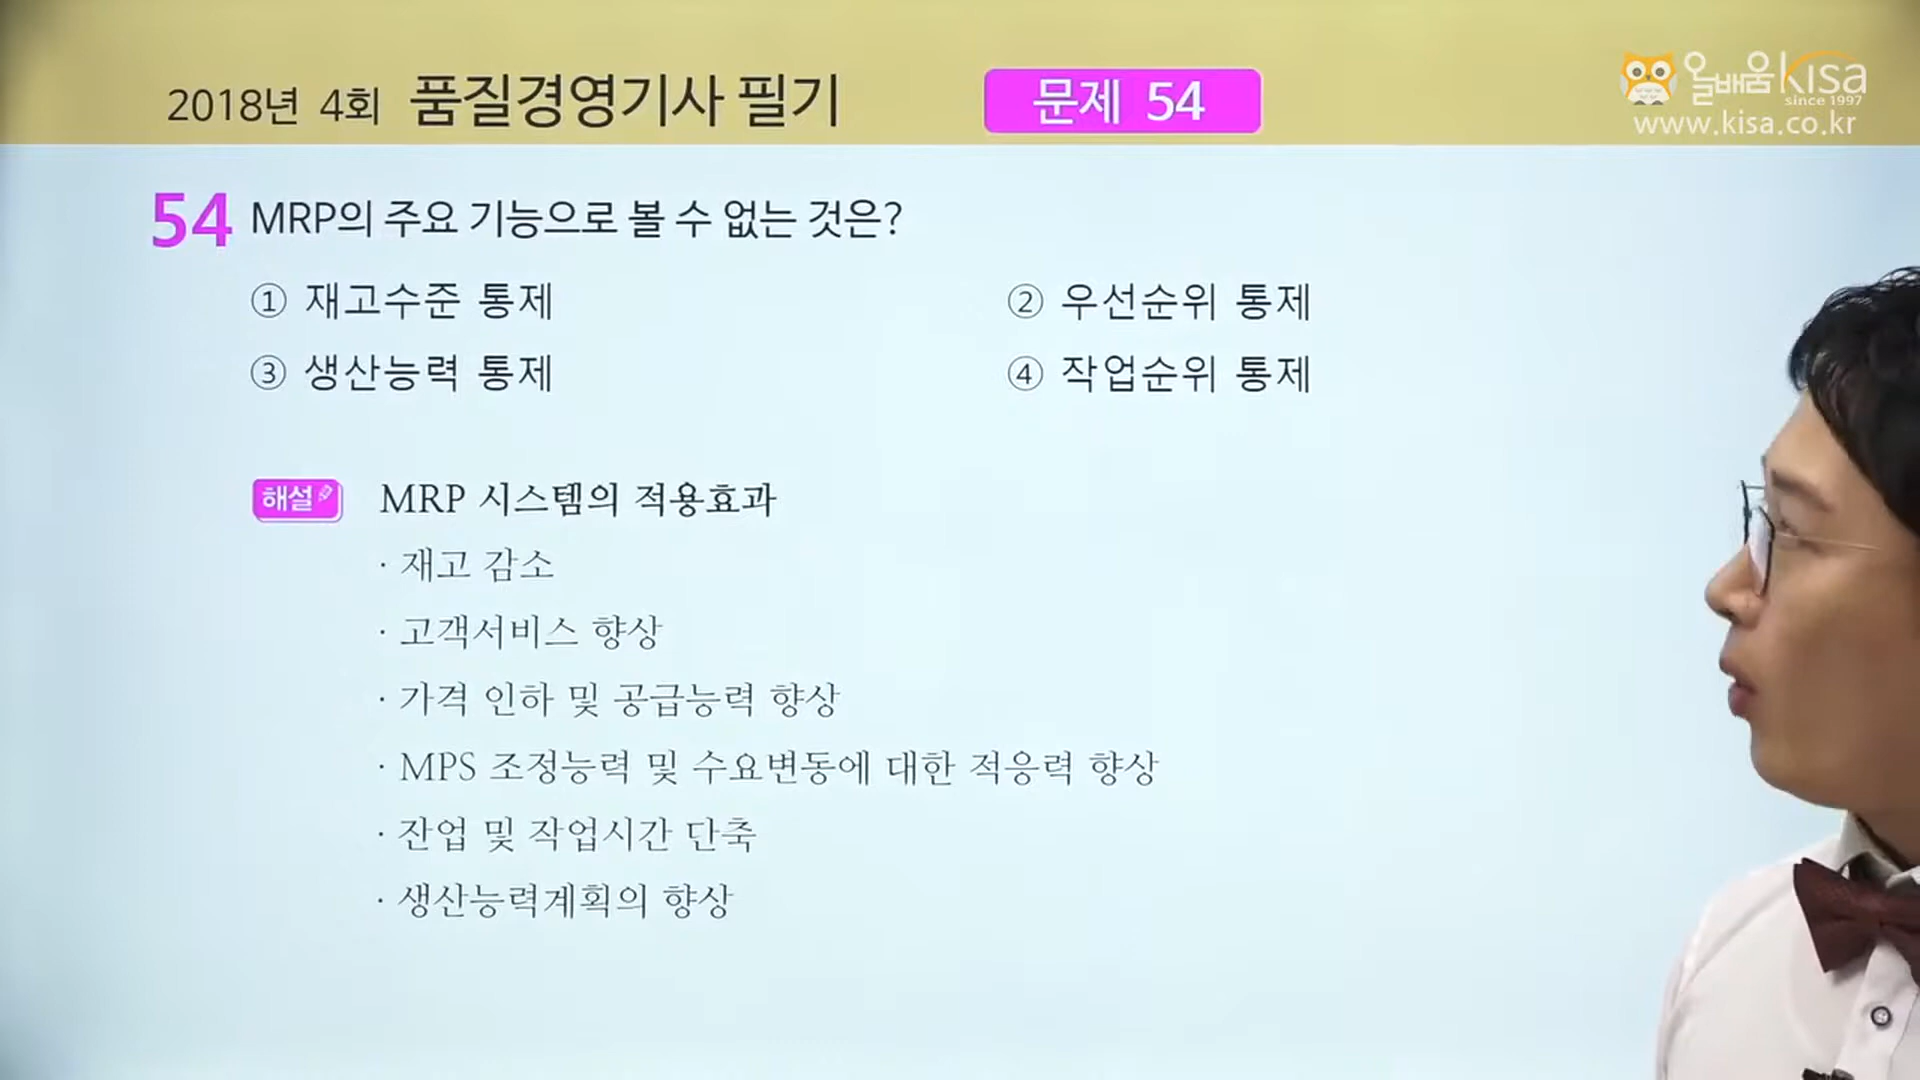 2018년 4회 품질경영기사 필기 문제 54
올배움 kisa
since 1997
www.kisa.co.kr
54 MRP의 주요 기능으로 볼 수 없는 것은?
① 재고수준 통제 ② 우선순위 통제
③ 생산능력 통제 ④ 작업순위 통제
해설 MRP 시스템의 적용효과
· 재고 감소
· 고객서비스 향상
· 가격 인하 및 공급능력 향상
· MPS 조정능력 및 수요변동에 대한 적응력 향상
· 잔업 및 작업시간 단축
· 생산능력계획의 향상